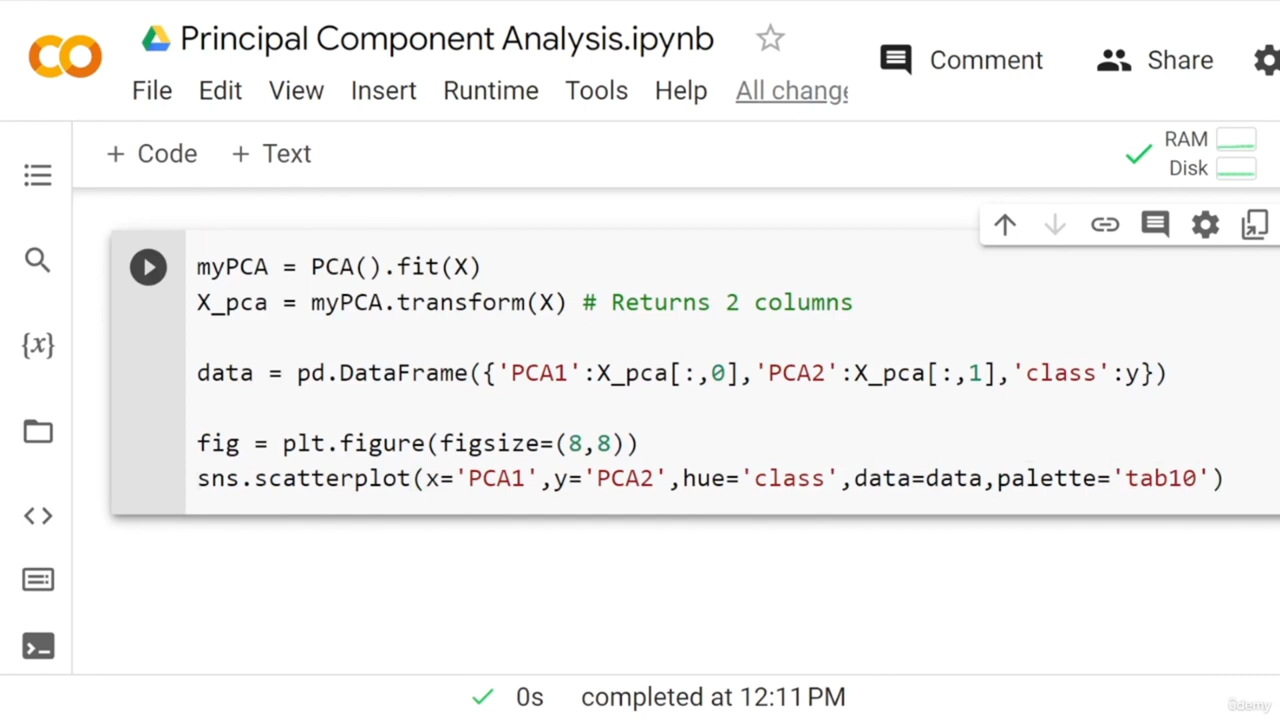 Principal Component Analysis.ipynb
Comment
Share
File Edit View Insert Runtime Tools Help All change
+ Code + Text
RAM
Disk
{x}
myPCA = PCA().fit(X)
X_pca = myPCA.transform(X) # Returns 2 columns
data = pd.DataFrame({'PCA1':X_pca[:,0],'PCA2':X_pca[:,1],'class':y})
fig = plt.figure(figsize=(8,8))
sns.scatterplot(x='PCA1',y='PCA2',hue='class',data=data,palette='tab10')
0s completed at 12:11 PM
ûdemy